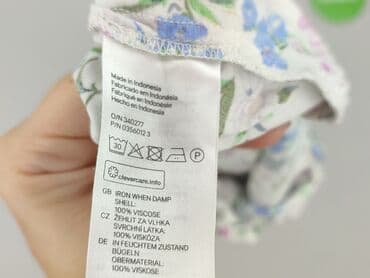 Made in Indonesia
Fabricado em Indonésia
Fabriqué en Indonésie
Hecho en Indonesia
O/N 340277
P/N 0356012 3
30 P
clevercare.info
GB IRON WHEN DAMP
SHELL:
100% VISCOSE
CZ ŽEHLIT ZA VLHKA
SVRCHNÍ LÁTKA:
100% VISKÓZA
DE IN FEUCHTEM ZUSTAND
BÜGELN
OBERMATERIAL:
100% VISKOSE